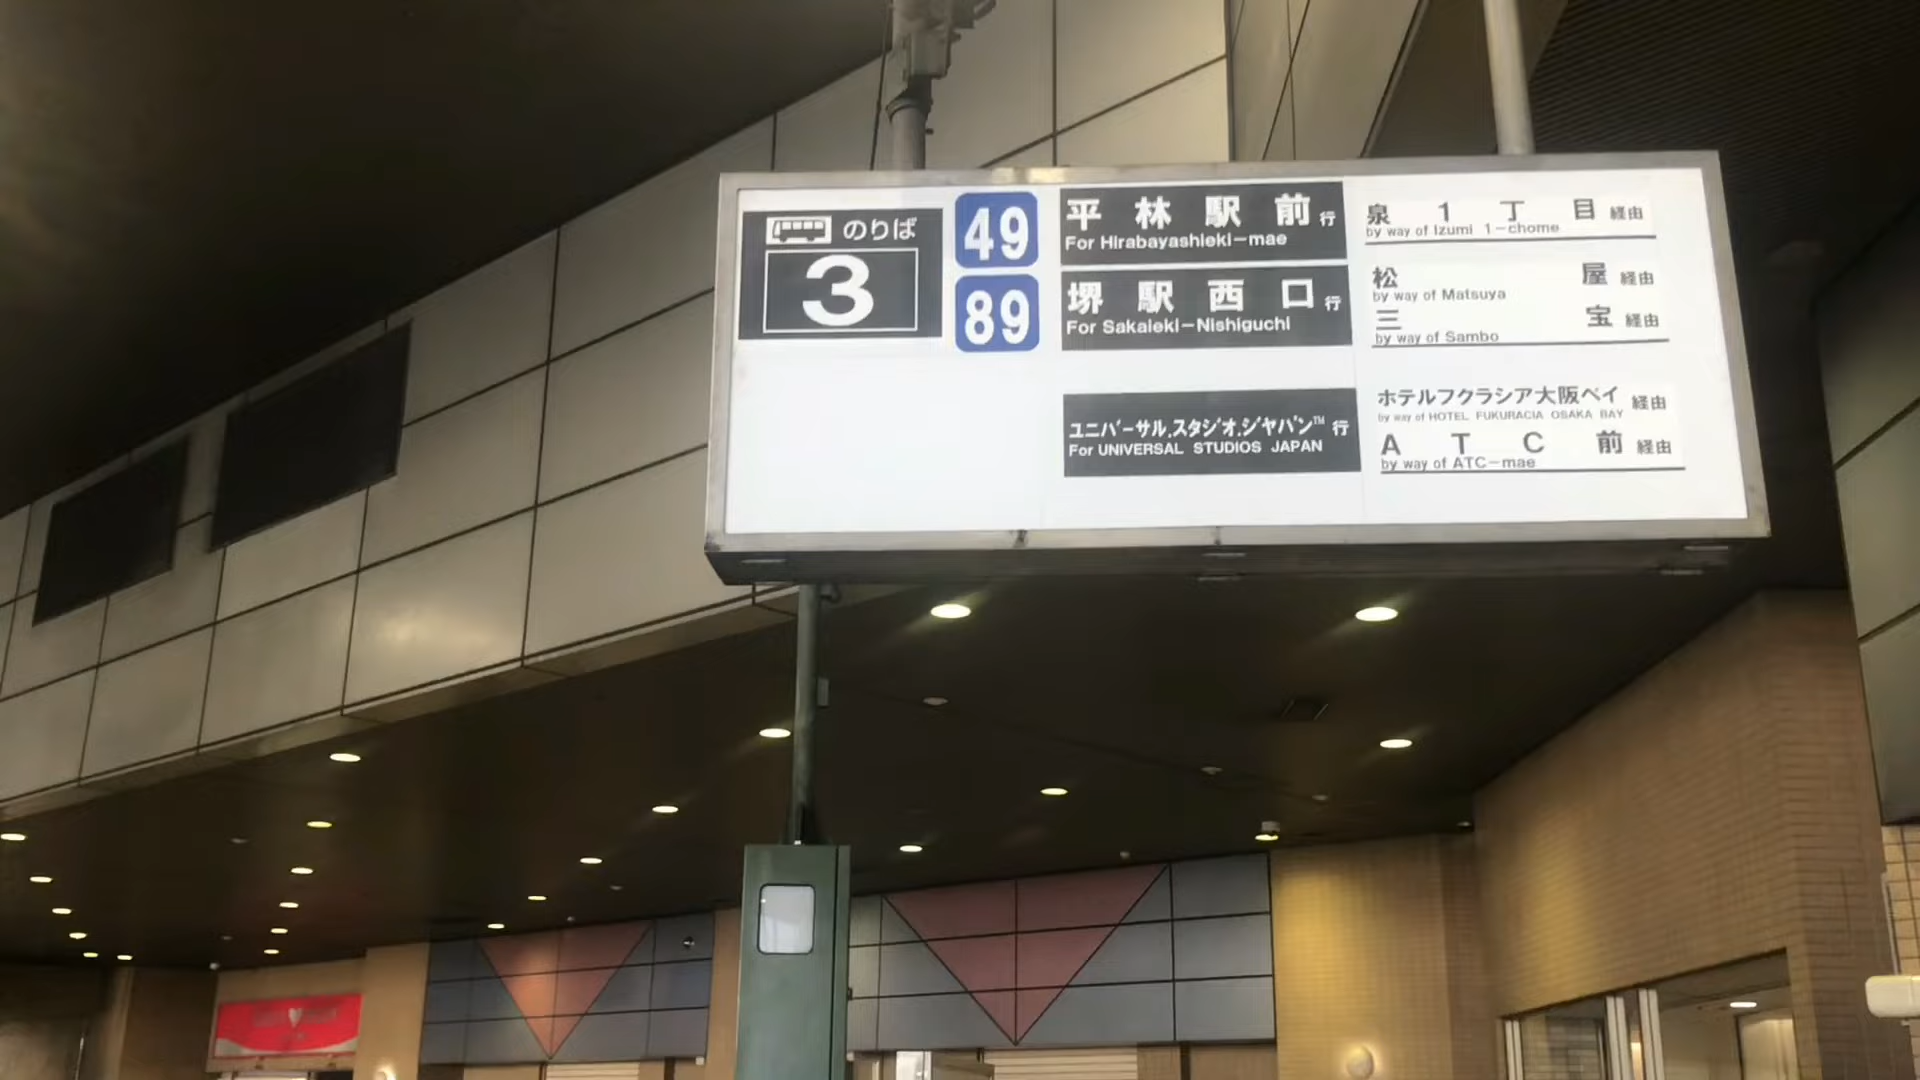 のりば
3
49
平林駅前行
For Hirabayashieki-mae
泉1丁目 経由
by way of Izumi 1-chome
89
堺駅西口行
For Sakaieki-Nishiguchi
松屋 経由
by way of Matsuya
三宝 経由
by way of Sambo
ユニバーサル.スタジオ.ジャパン™行
For UNIVERSAL STUDIOS JAPAN
ホテルフクラシア大阪ベイ 経由
by way of HOTEL FUKURACIA OSAKA BAY
ATC前 経由
by way of ATC-mae